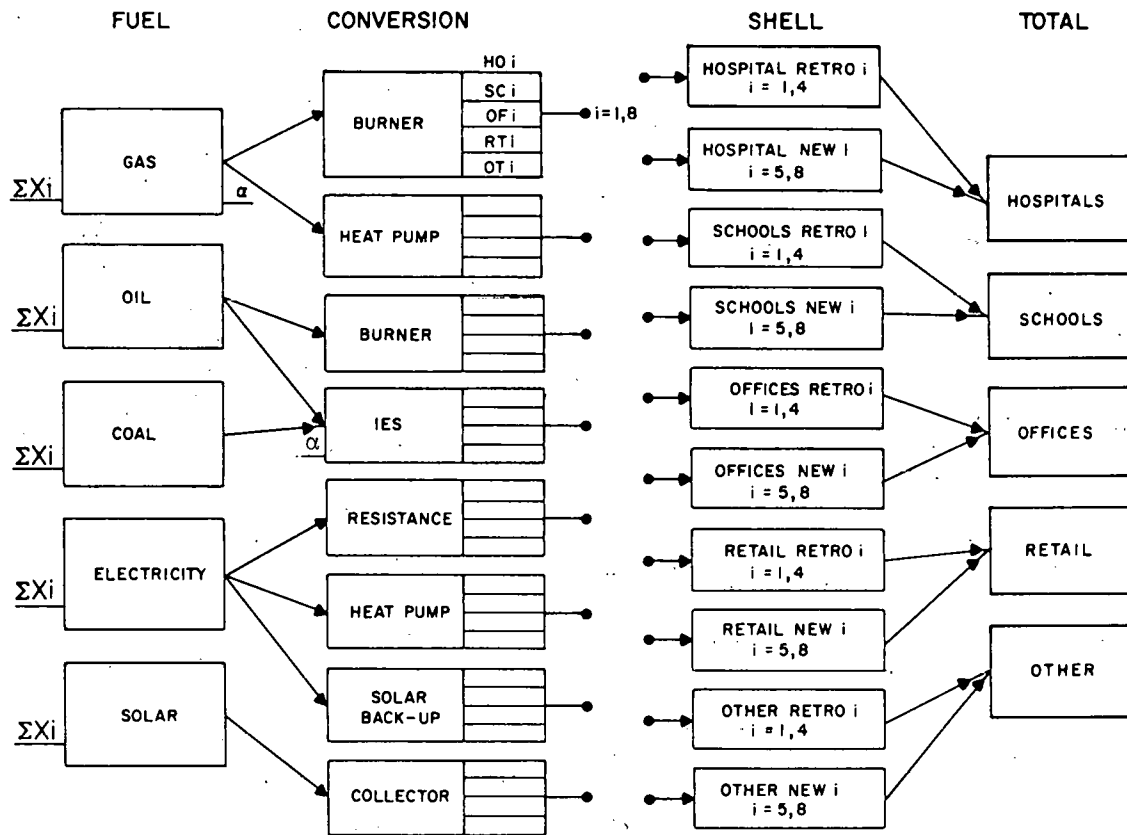 FUEL
CONVERSION
SHELL
TOTAL
GAS
ΣXi
α
OIL
ΣXi
COAL
ΣXi
ELECTRICITY
ΣXi
SOLAR
ΣXi
BURNER
HO i
SC i
OF i
RT i
OT i
i=1,8
HEAT PUMP
BURNER
IES
α
RESISTANCE
HEAT PUMP
SOLAR
BACK-UP
COLLECTOR
HOSPITAL RETRO i
i = 1,4
HOSPITAL NEW i
i = 5,8
SCHOOLS RETRO i
i = 1,4
SCHOOLS NEW i
i = 5,8
OFFICES RETRO i
i = 1,4
OFFICES NEW i
i = 5,8
RETAIL RETRO i
i = 1,4
RETAIL NEW i
i = 5,8
OTHER RETRO i
i = 1,4
OTHER NEW i
i = 5,8
HOSPITALS
SCHOOLS
OFFICES
RETAIL
OTHER